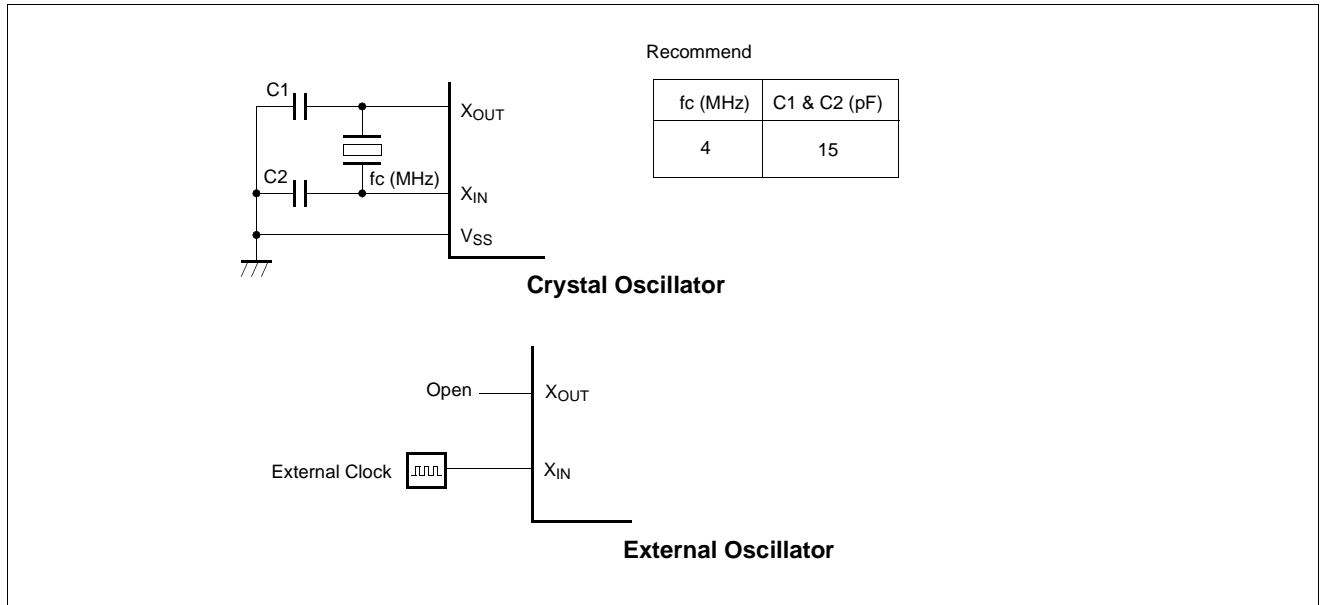 Recommend
fc (MHz) C1 & C2 (pF)
4 15
C1
XOUT
C2
fc (MHz)
XIN
VSS
Crystal Oscillator
Open
XOUT
External Clock
XIN
External Oscillator